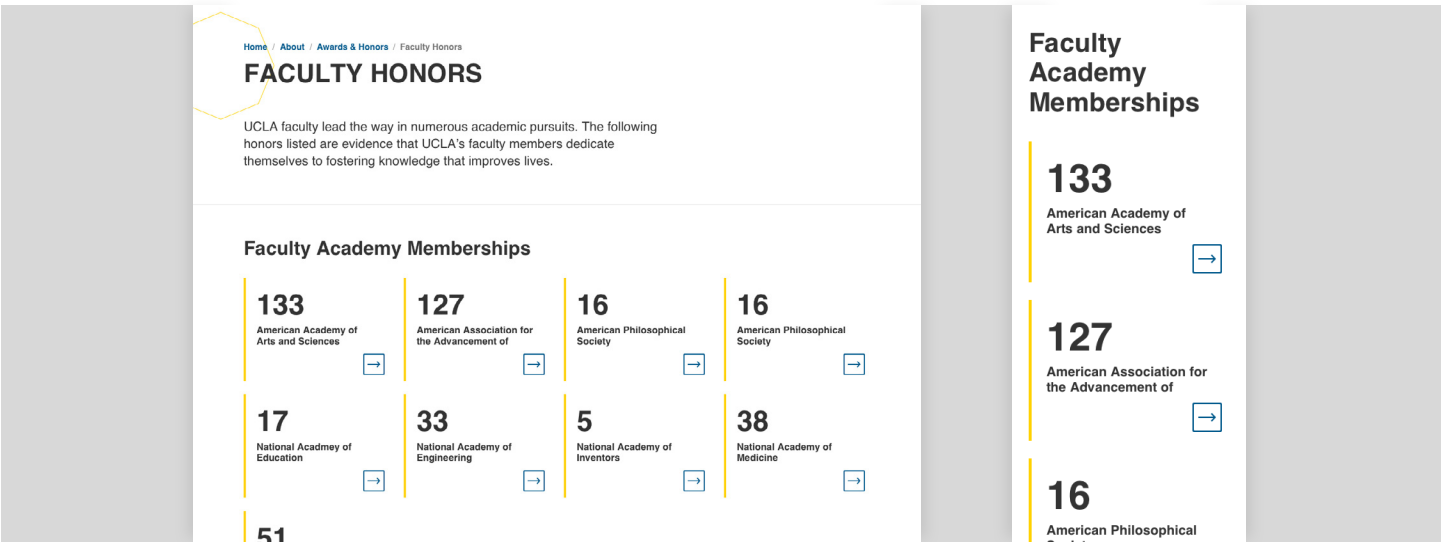 Home / About / Awards & Honors / Faculty Honors
FACULTY HONORS
UCLA faculty lead the way in numerous academic pursuits. The following
honors listed are evidence that UCLA's faculty members dedicate
themselves to fostering knowledge that improves lives.
Faculty Academy Memberships
133
American Academy of
Arts and Sciences
127
American Association for
the Advancement of
16
American Philosophical
Society
16
American Philosophical
Society
17
National Acadmey of
Education
33
National Academy of
Engineering
5
National Academy of
Inventors
38
National Academy of
Medicine
51
Faculty
Academy
Memberships
133
American Academy of
Arts and Sciences
127
American Association for
the Advancement of
16
American Philosophical